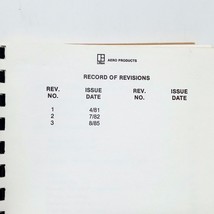 AERO PRODUCTS
RECORD OF REVISIONS
REV. ISSUE REV. ISSUE
NO. DATE NO. DATE
1 4/81
2 7/82
3 8/85